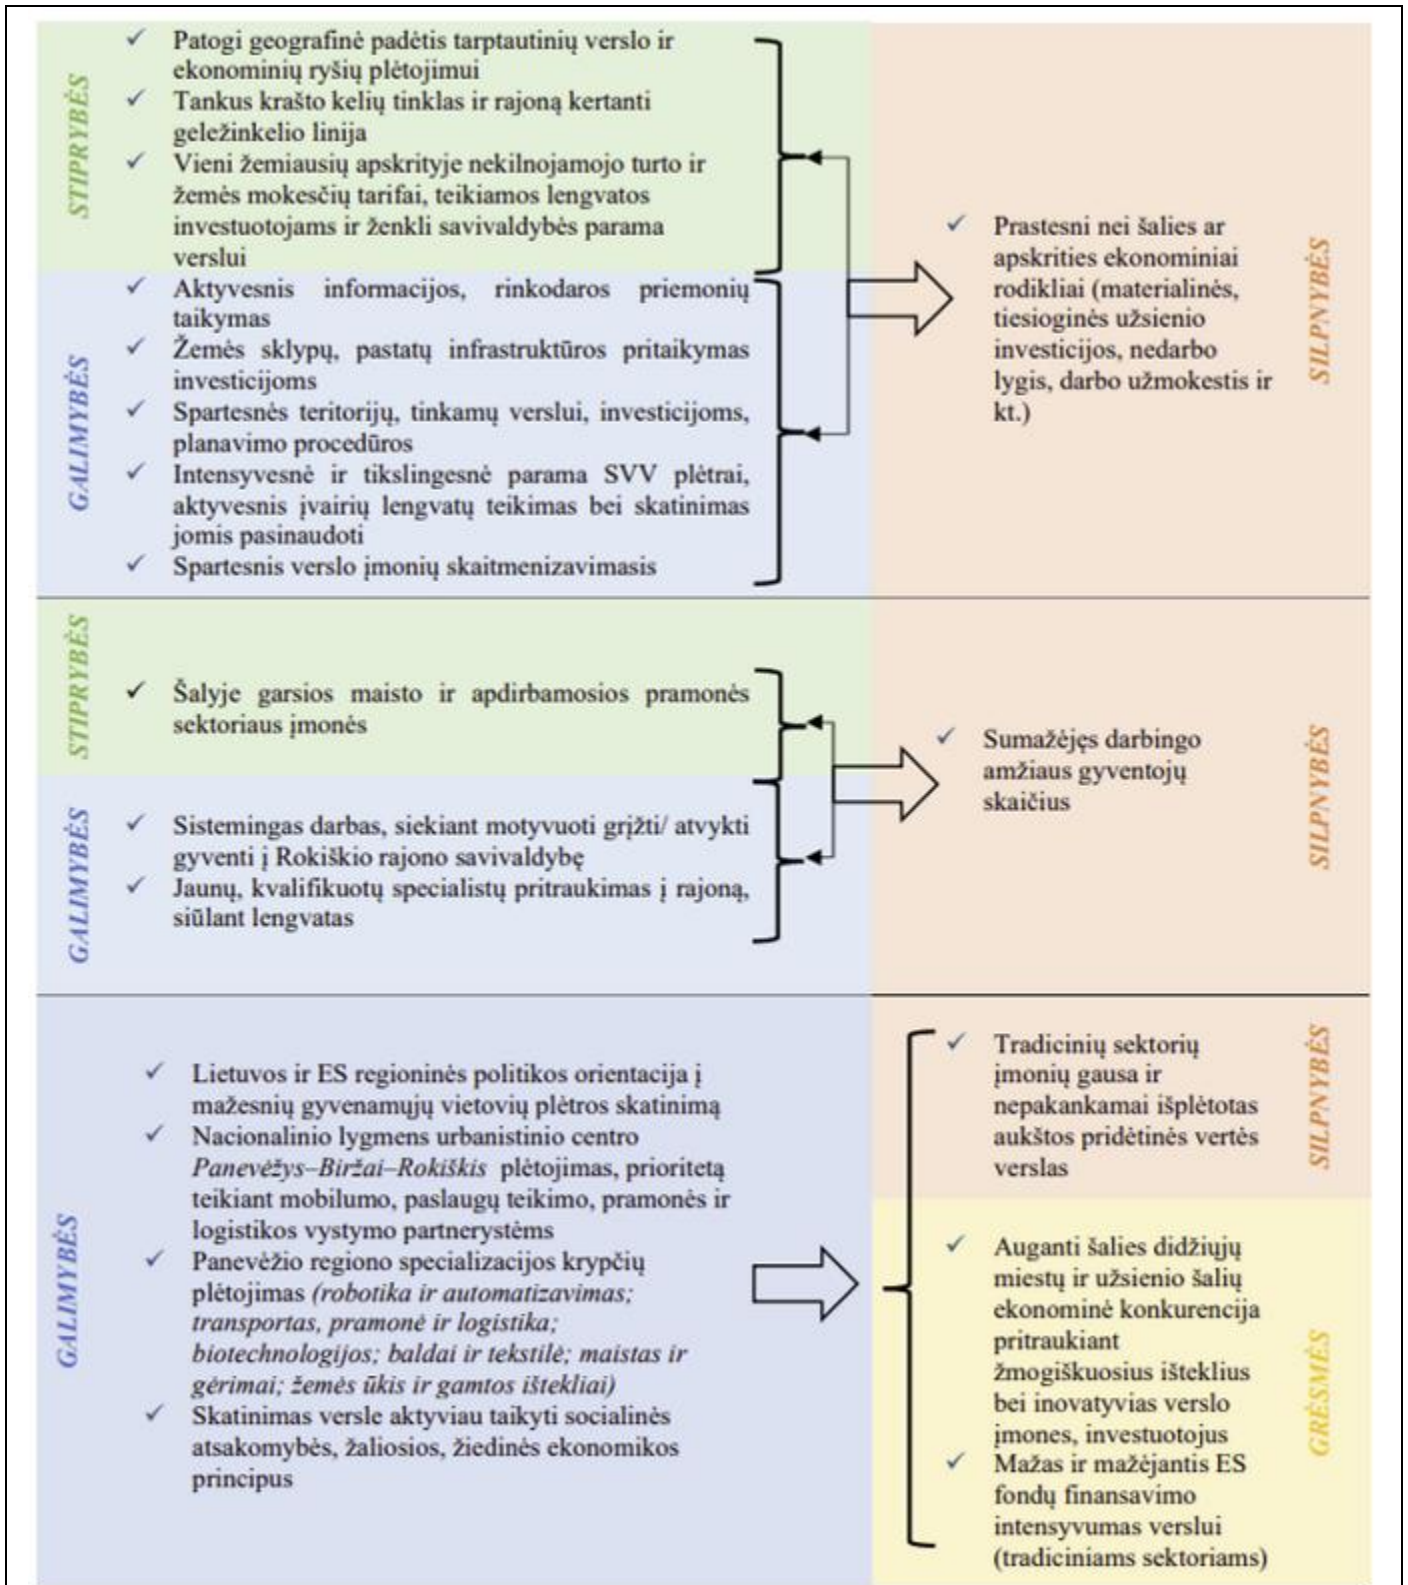 STIPRYBĖS
Patogi geografinė padėtis tarptautinių verslo ir
ekonominių ryšių plėtojimui
Tankus krašto kelių tinklas ir rajoną kertanti
geležinkelio linija
Vieni žemiausių apskrityje nekilnojamojo turto ir
žemės mokesčių tarifai, teikiamos lengvatos
investuotojams ir ženkli savivaldybės parama
verslui
GALIMYBĖS
Aktyvesnis informacijos, rinkodaros priemonių
taikymas
Žemės sklypų, pastatų infrastruktūros pritaikymas
investicijoms
Spartesnės teritorijų, tinkamų verslui, investicijoms,
planavimo procedūros
Intensyvesnė ir tikslingesnė parama SVV plėtrai,
aktyvesnis įvairių lengvatų teikimas bei skatinimas
jomis pasinaudoti
Spartesnis verslo įmonių skaitmenizavimasis
Prastesni nei šalies ar
apskrities ekonominiai
rodikliai (materialinės,
tiesioginės užsienio
investicijos, nedarbo
lygis, darbo užmokestis ir
kt.)
SILPNYBĖS
STIPRYBĖS
Šalyje garsios maisto ir apdirbamosios pramonės
sektoriaus įmonės
GALIMYBĖS
Sistemingas darbas, siekiant motyvuoti grįžti/ atvykti
gyventi į Rokiškio rajono savivaldybę
Jaunų, kvalifikuotų specialistų pritraukimas į rajoną,
siūlant lengvatas
Sumažėjęs darbingo
amžiaus gyventojų
skaičius
SILPNYBĖS
GALIMYBĖS
Lietuvos ir ES regioninės politikos orientacija į
mažesnių gyvenamųjų vietovių plėtros skatinimą
Nacionalinio lygmens urbanistinio centro
Panevėžys–Biržai–Rokiškis plėtojimas, prioritetą
teikiant mobilumo, paslaugų teikimo, pramonės ir
logistikos vystymo partnerystėms
Panevėžio regiono specializacijos krypčių
plėtojimas (robotika ir automatizavimas;
transportas, pramonė ir logistika;
biotechnologijos; baldai ir tekstilė; maistas ir
gėrimai; žemės ūkis ir gamtos ištekliai)
Skatinimas versle aktyviau taikyti socialinės
atsakomybės, žaliosios, žiedinės ekonomikos
principus
Tradicinių sektorių
įmonių gausa ir
nepakankamai išplėtotas
aukštos pridėtinės vertės
verslas
SILPNYBĖS
Auganti šalies didžiųjų
miestų ir užsienio šalių
ekonominė konkurencija
pritraukiant
žmogiškuosius išteklius
bei inovatyvias verslo
įmones, investuotojus
Mažas ir mažėjantis ES
fondų finansavimo
intensyvumas verslui
(tradiciniams sektoriams)
GRĖSMĖS